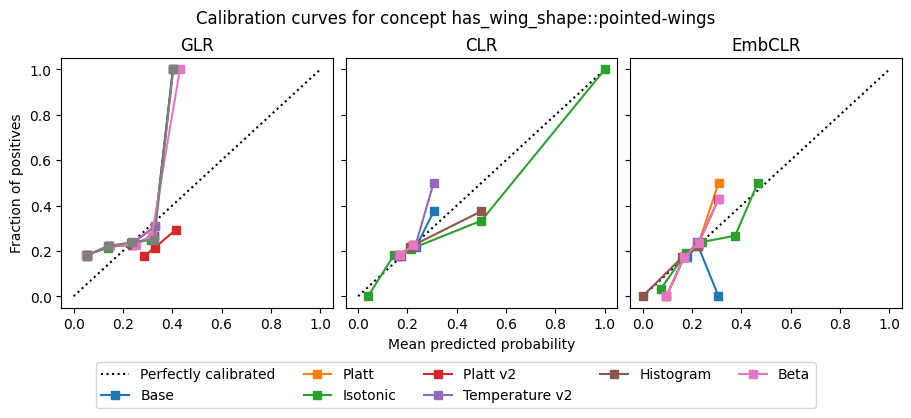 Calibration curves for concept has_wing_shape::pointed-wings
GLR
CLR
EmbCLR
Fraction of positives
1.0
0.8
0.6
0.4
0.2
0.0
0.0 0.2 0.4 0.6 0.8 1.0
0.0 0.2 0.4 0.6 0.8 1.0
0.0 0.2 0.4 0.6 0.8 1.0
Mean predicted probability
Perfectly calibrated
Base
Platt
Isotonic
Platt v2
Temperature v2
Histogram
Beta